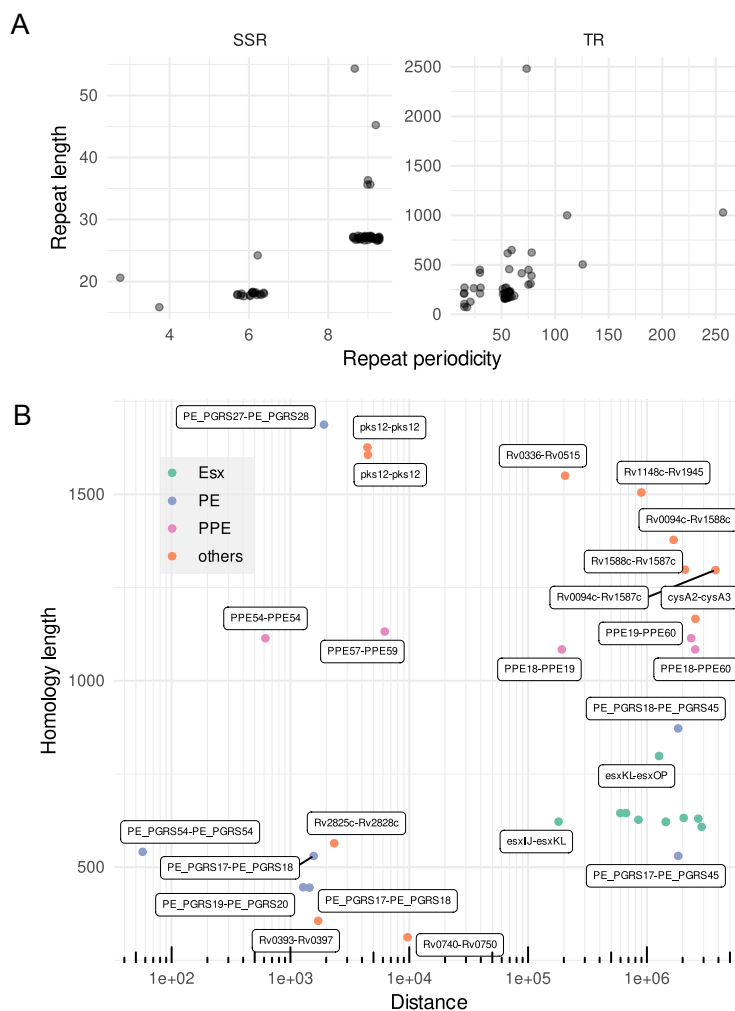 A
SSR
TR
Repeat length
50
40
30
20
4
6
8
2500
2000
1500
1000
500
0
50
100
150
200
250
Repeat periodicity
B
PE_PGRS27-PE_PGRS28
pks12-pks12
pks12-pks12
Rv0336-Rv0515
Rv1148c-Rv1945
Rv0094c-Rv1588c
Rv1588c-Rv1587c
Rv0094c-Rv1587c
cysA2-cysA3
Esx
PE
PPE
others
PPE54-PPE54
PPE57-PPE59
PPE19-PPE60
PPE18-PPE19
PPE18-PPE60
PE_PGRS18-PE_PGRS45
esxKL-esxOP
Rv2825c-Rv2828c
PE_PGRS54-PE_PGRS54
esxIJ-esxKL
PE_PGRS17-PE_PGRS18
PE_PGRS17-PE_PGRS45
PE_PGRS19-PE_PGRS20
PE_PGRS17-PE_PGRS18
Rv0393-Rv0397
Rv0740-Rv0750
Homology length
1500
1000
500
1e+02
1e+03
1e+04
1e+05
1e+06
Distance